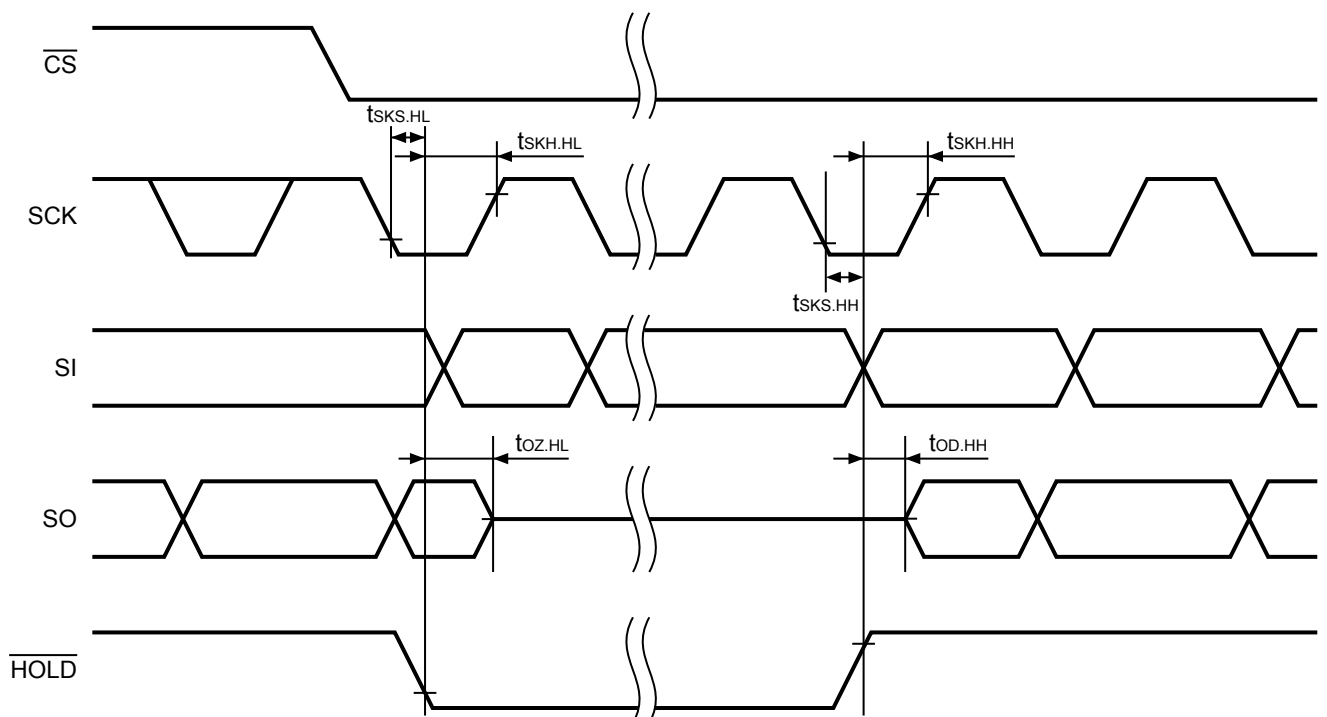 CS
tSKS.HL
tSKH.HL
tSKH.HH
SCK
tSKS.HH
SI
tOZ.HL
tOD.HH
SO
HOLD